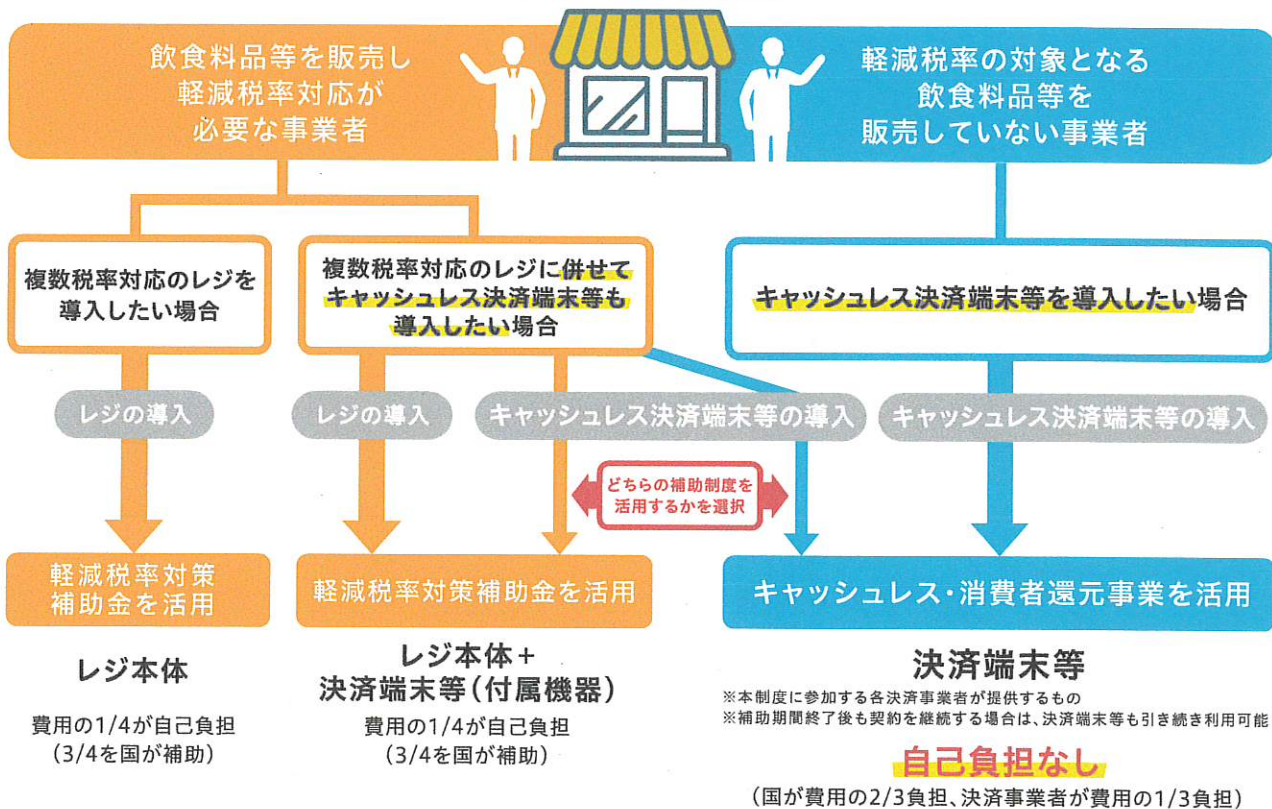 飲食料品等を販売し
軽減税率対応が
必要な事業者
軽減税率の対象となる
飲食料品等を
販売していない事業者
複数税率対応のレジを
導入したい場合
複数税率対応のレジに併せて
キャッシュレス決済端末等も
導入したい場合
キャッシュレス決済端末等を導入したい場合
レジの導入
レジの導入
キャッシュレス決済端末等の導入
キャッシュレス決済端末等の導入
どちらの補助制度を
活用するかを選択
軽減税率対策
補助金を活用
軽減税率対策補助金を活用
キャッシュレス・消費者還元事業を活用
レジ本体
費用の1/4が自己負担
(3/4を国が補助)
レジ本体+
決済端末等(付属機器)
費用の1/4が自己負担
(3/4を国が補助)
決済端末等
※本制度に参加する各決済事業者が提供するもの
※補助期間終了後も契約を継続する場合は、決済端末等も引き続き利用可能
自己負担なし
(国が費用の2/3負担、決済事業者が費用の1/3負担)